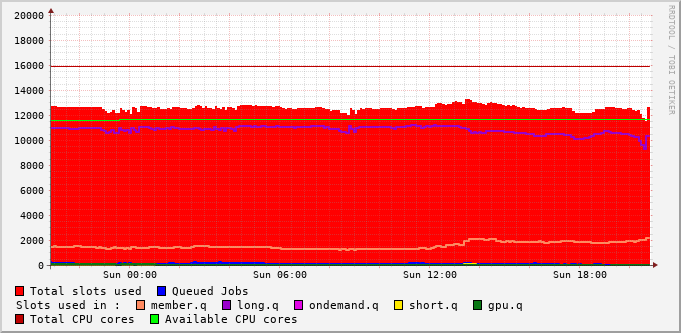 20000
18000
16000
14000
12000
10000
8000
6000
4000
2000
0
Sun 00:00 Sun 06:00 Sun 12:00 Sun 18:00
RRDTOOL / TOBI OETIKER
Total slots used Queued Jobs
Slots used in : member.q long.q ondemand.q short.q gpu.q
Total CPU cores Available CPU cores